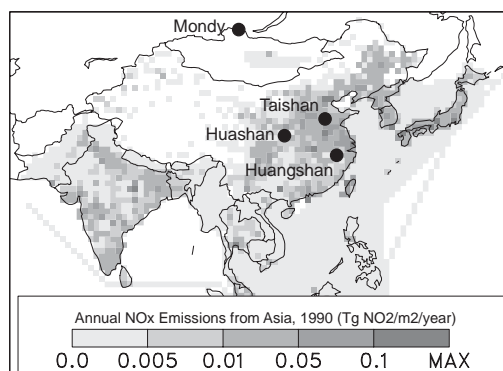 Mondy
Taishan
Huashan
Huangshan
Annual NOx Emissions from Asia, 1990 (Tg NO2/m2/year)
0.0 0.005 0.01 0.05 0.1 MAX